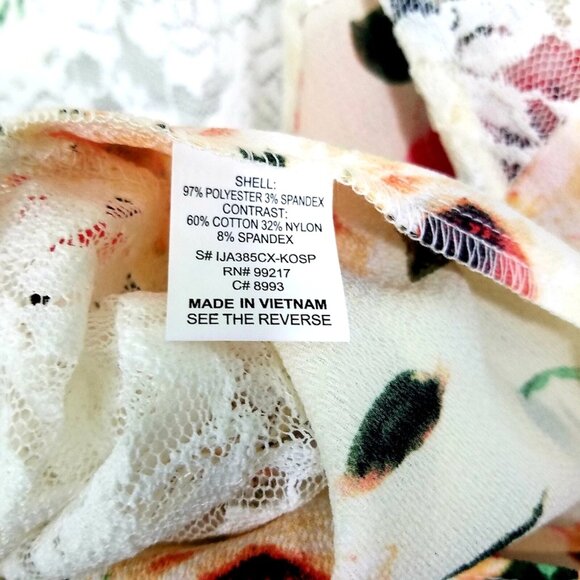 SHELL:
97% POLYESTER 3% SPANDEX
CONTRAST:
60% COTTON 32% NYLON
8% SPANDEX
S# IJA385CX-KOSP
RN# 99217
C# 8993
MADE IN VIETNAM
SEE THE REVERSE